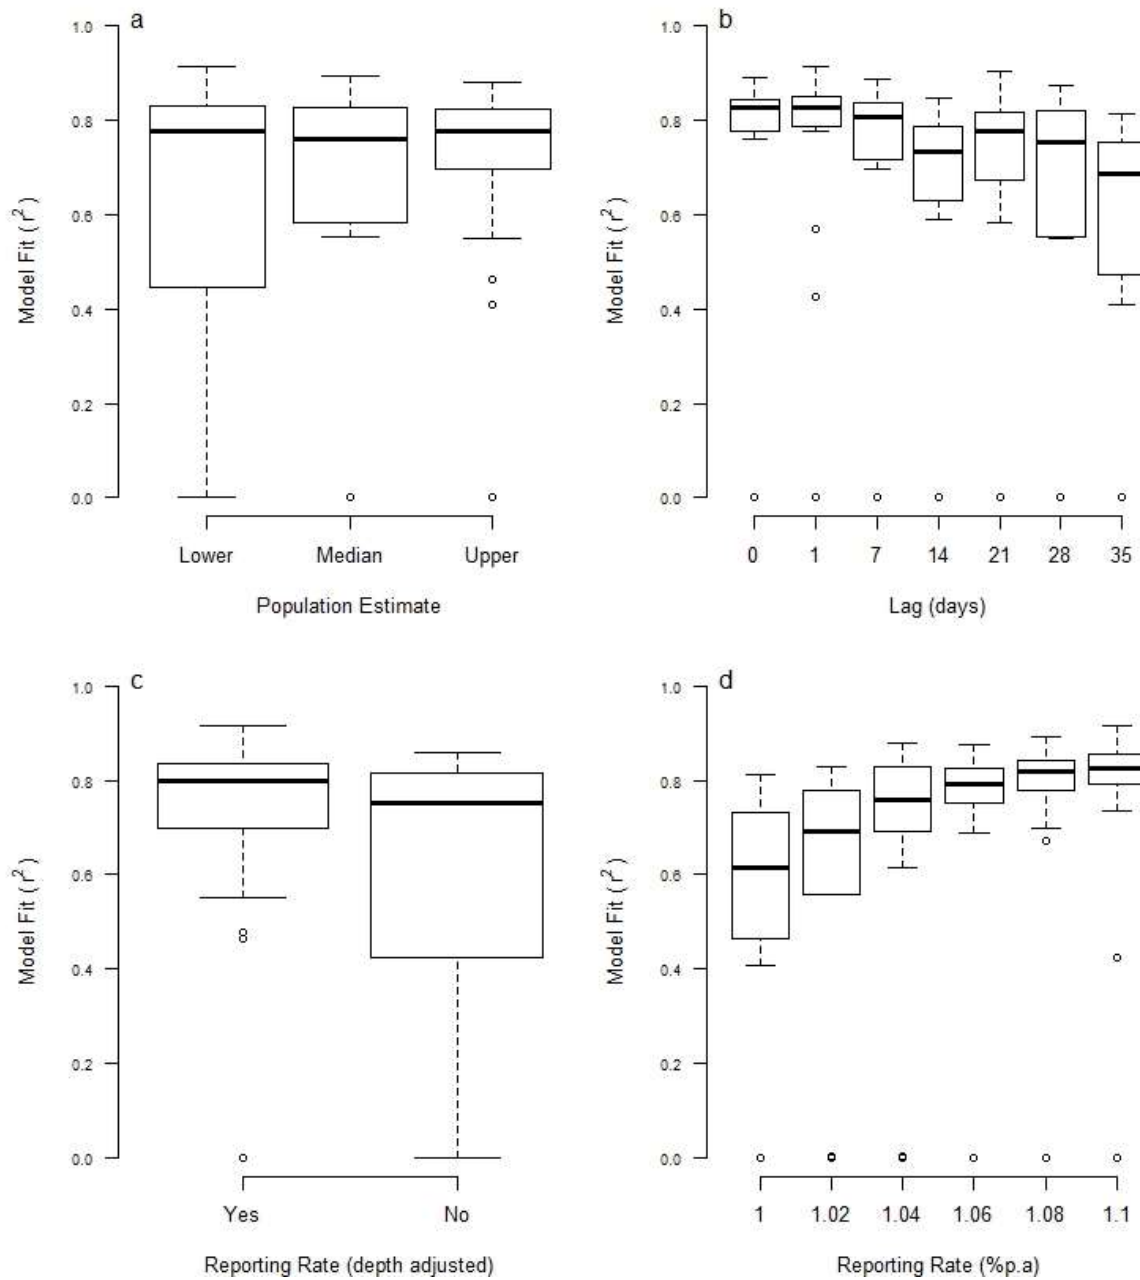 a
1.0
0.8
0.6
0.4
0.2
0.0
Model Fit ( r² )
Lower Median Upper
Population Estimate
b
1.0
0.8
0.6
0.4
0.2
0.0
Model Fit ( r² )
0 1 7 14 21 28 35
Lag (days)
c
1.0
0.8
0.6
0.4
0.2
0.0
Model Fit ( r² )
Yes No
Reporting Rate (depth adjusted)
d
1.0
0.8
0.6
0.4
0.2
0.0
Model Fit ( r² )
1 1.02 1.04 1.06 1.08 1.1
Reporting Rate (%p.a)